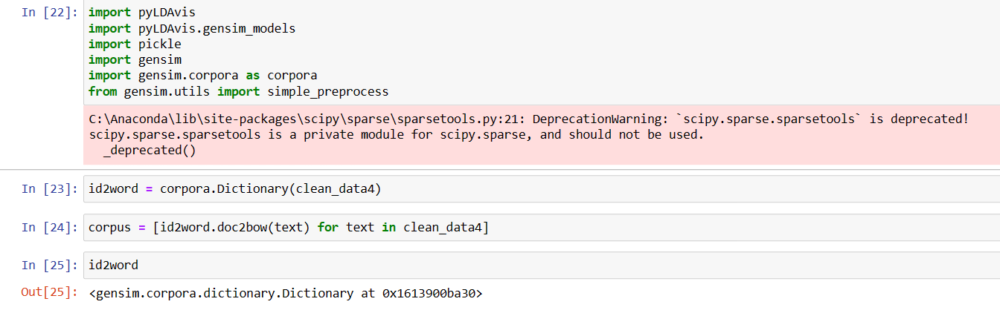 In [22]: import pyLDAvis
import pyLDAvis.gensim_models
import pickle
import gensim
import gensim.corpora as corpora
from gensim.utils import simple_preprocess
C:\Anaconda\lib\site-packages\scipy\sparse\sparsetools.py:21: DeprecationWarning: `scipy.sparse.sparsetools` is deprecated!
scipy.sparse.sparsetools is a private module for scipy.sparse, and should not be used.
  _deprecated()
In [23]: id2word = corpora.Dictionary(clean_data4)
In [24]: corpus = [id2word.doc2bow(text) for text in clean_data4]
In [25]: id2word
Out[25]: <gensim.corpora.dictionary.Dictionary at 0x1613900ba30>